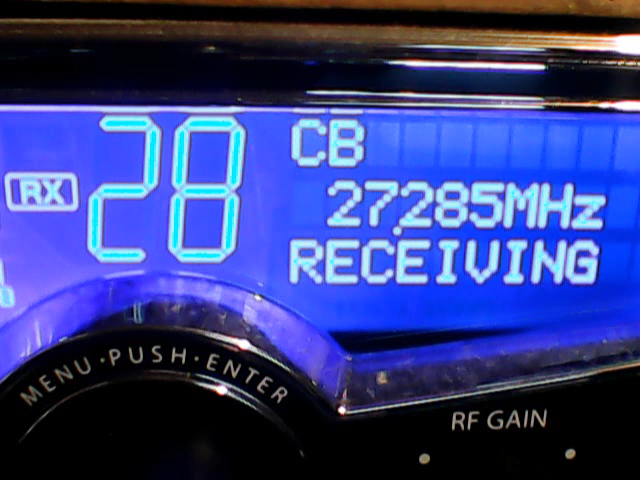 RX
28
CB
27.285MHz
RECEIVING
MENU·PUSH·ENTER
RF GAIN